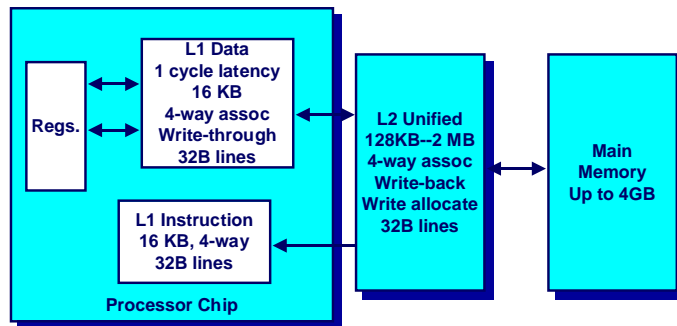 L1 Data
1 cycle latency
16 KB
4-way assoc
Write-through
32B lines
Regs.
L1 Instruction
16 KB, 4-way
32B lines
Processor Chip
L2 Unified
128KB--2 MB
4-way assoc
Write-back
Write allocate
32B lines
Main
Memory
Up to 4GB